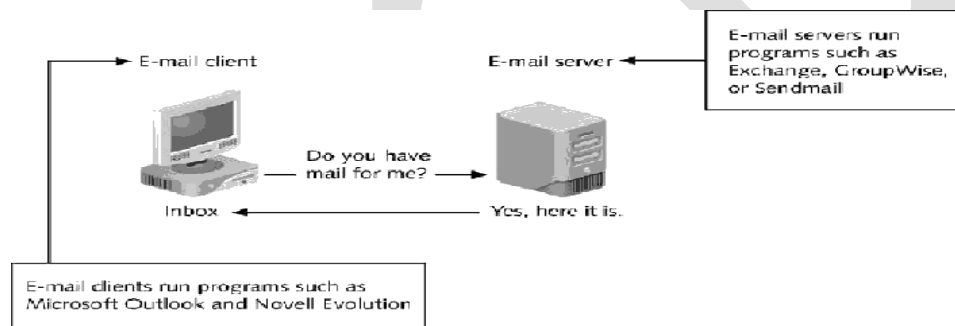 E-mail servers run
programs such as
Exchange, GroupWise,
or Sendmail
E-mail client
E-mail server
Do you have
mail for me?
Inbox
Yes, here it is.
E-mail clients run programs such as
Microsoft Outlook and Novell Evolution